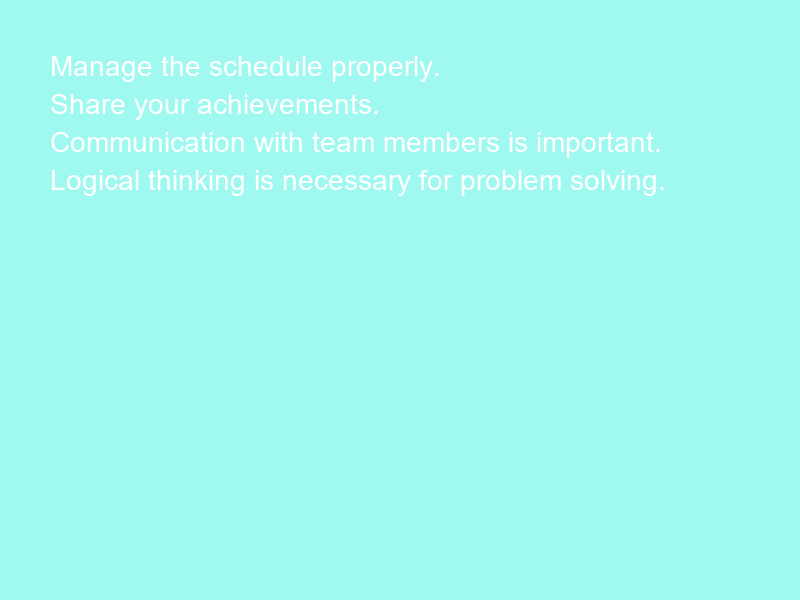 Manage the schedule properly.
Share your achievements.
Communication with team members is important.
Logical thinking is necessary for problem solving.